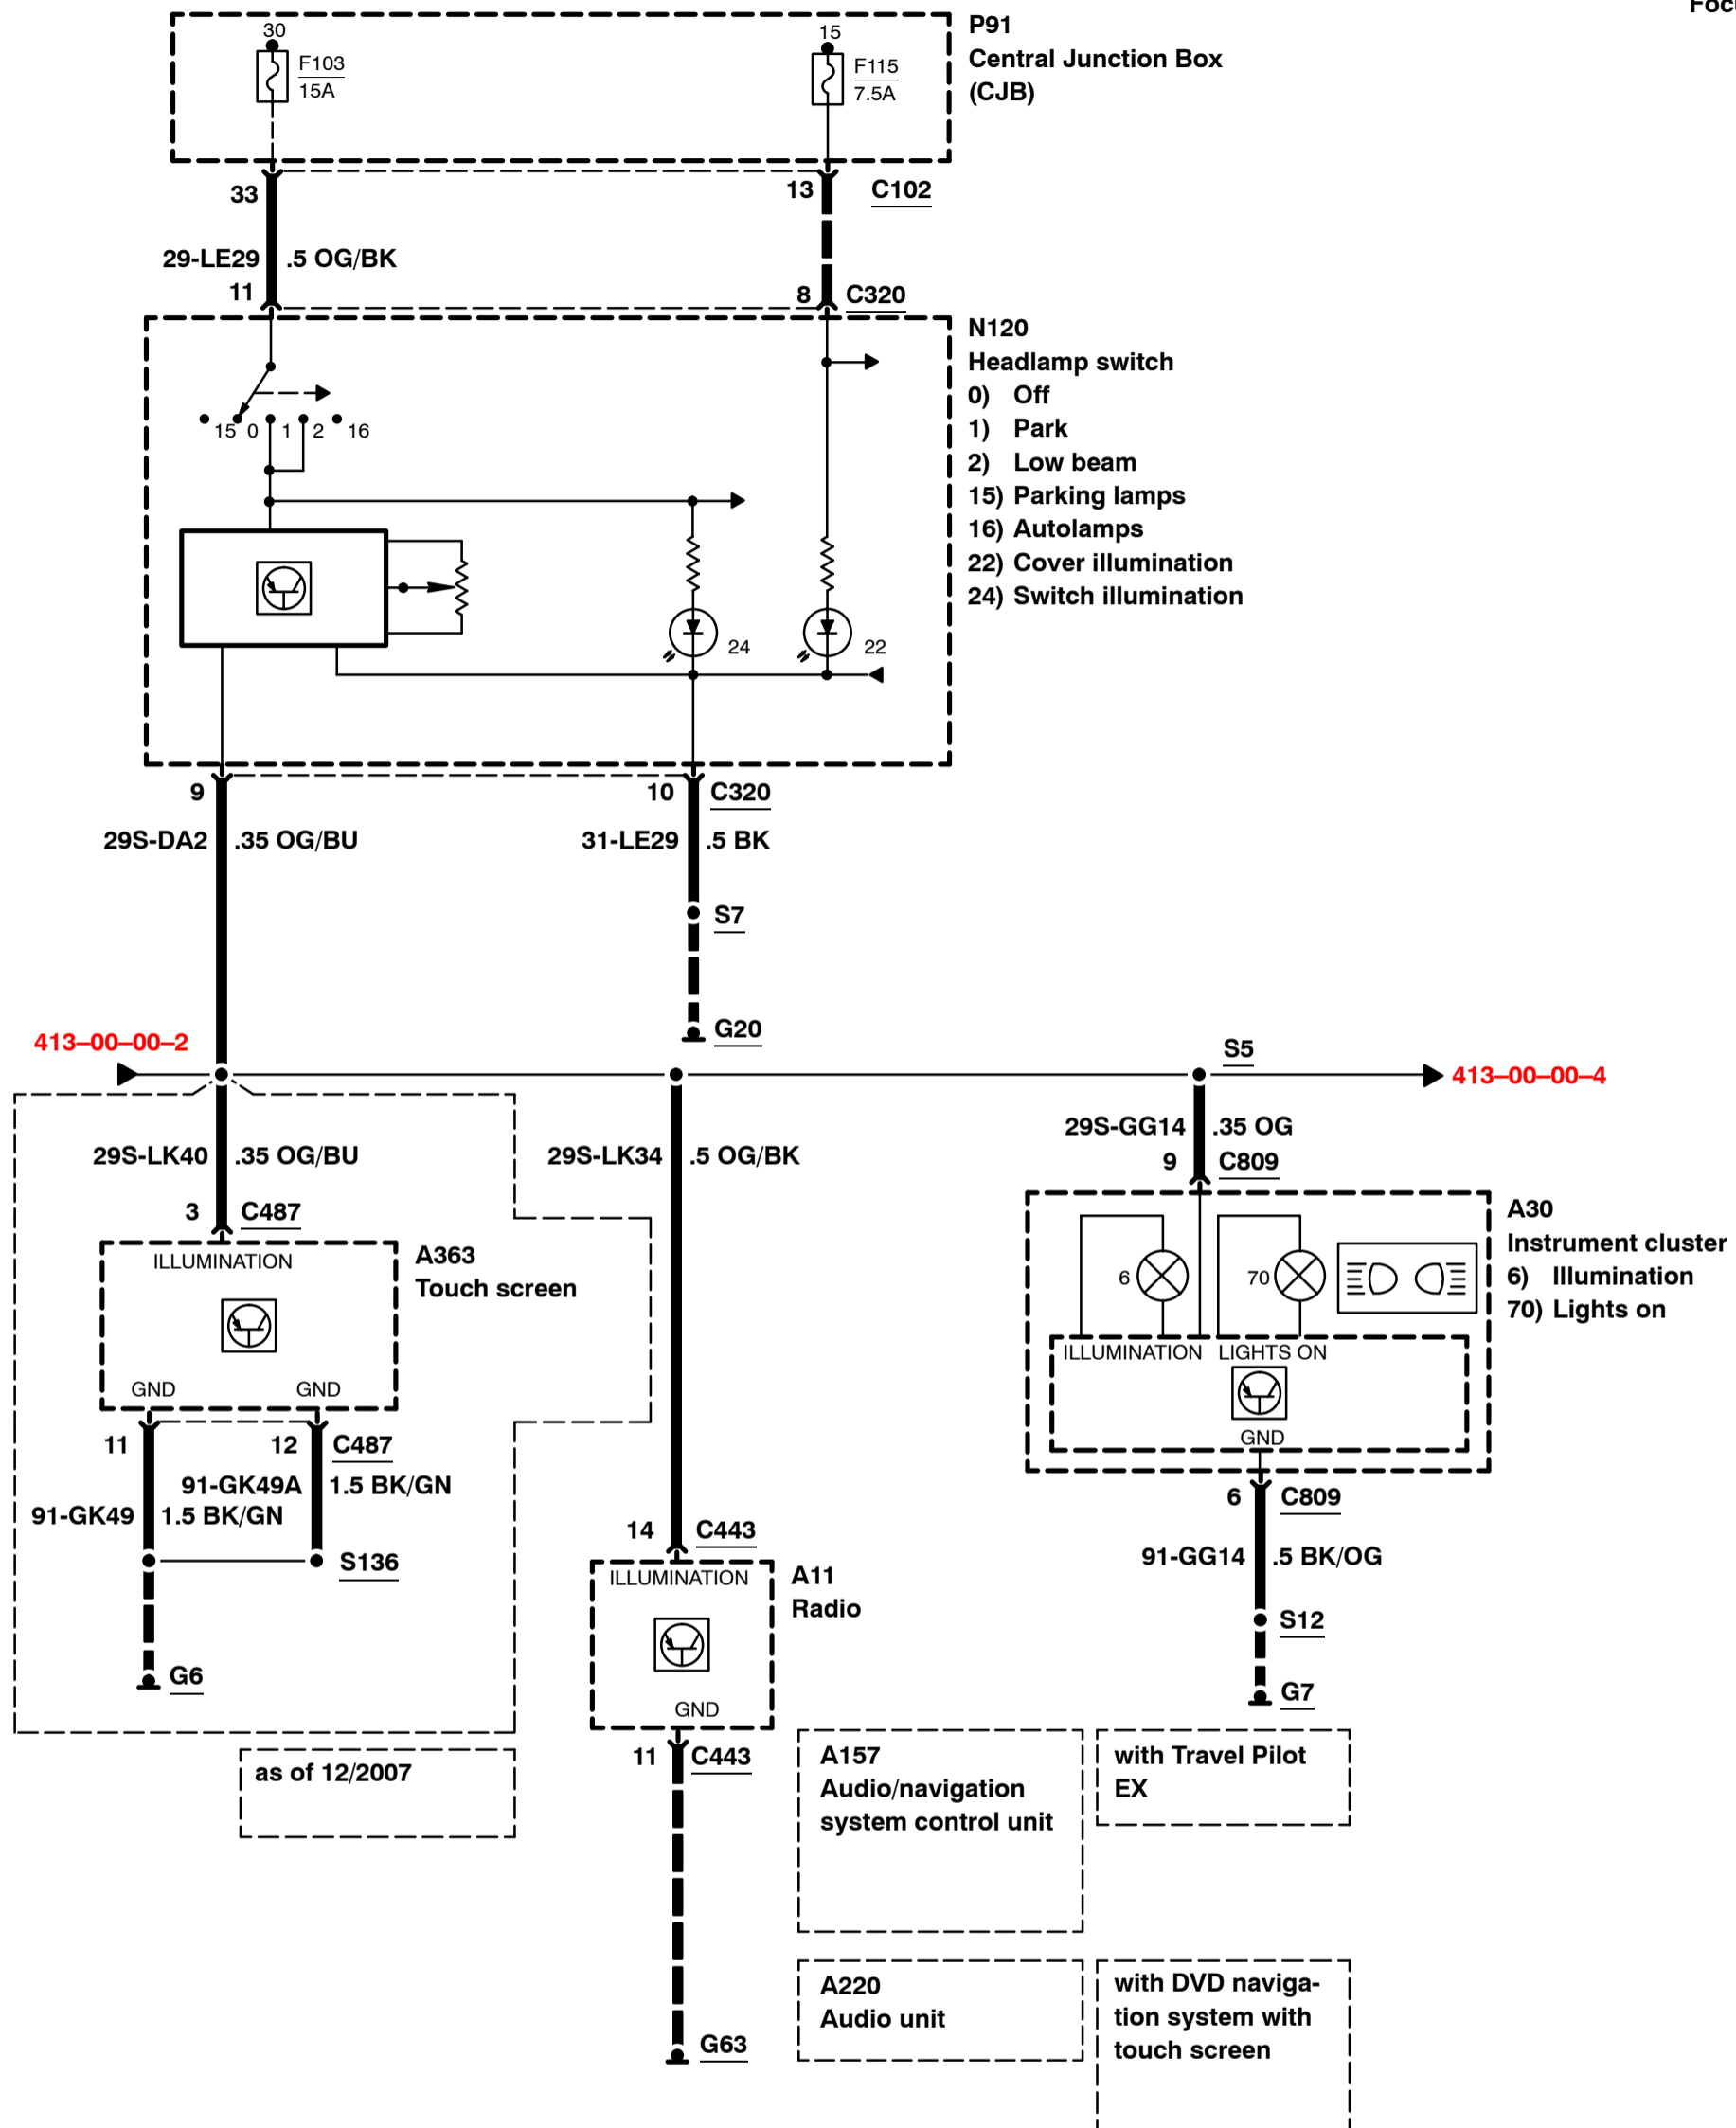 Foc
30
F103
15A
15
F115
7.5A
P91
Central Junction Box
(CJB)
33
13
C102
29-LE29
.5 OG/BK
11
8
C320
N120
Headlamp switch
0) Off
1) Park
2) Low beam
15) Parking lamps
16) Autolamps
22) Cover illumination
24) Switch illumination
15 0 1 2 16
24
22
9
10
C320
29S-DA2
.35 OG/BU
31-LE29
.5 BK
S7
G20
413–00–00–2
S5
413–00–00–4
29S-GG14
.35 OG
9
C809
29S-LK40
.35 OG/BU
29S-LK34
.5 OG/BK
3
C487
ILLUMINATION
GND
GND
A363
Touch screen
A30
Instrument cluster
6) Illumination
70) Lights on
6
70
ILLUMINATION
LIGHTS ON
GND
11
12
C487
91-GK49A
1.5 BK/GN
91-GK49
1.5 BK/GN
S136
G6
6
C809
91-GG14
.5 BK/OG
S12
G7
14
C443
ILLUMINATION
GND
A11
Radio
11
C443
G63
as of 12/2007
A157
Audio/navigation
system control unit
with Travel Pilot
EX
A220
Audio unit
with DVD naviga-
tion system with
touch screen